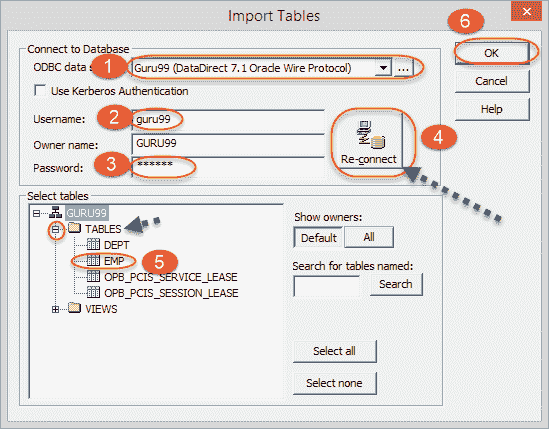 Import Tables
6
Connect to Database
OK
ODBC data s
1
Guru99 (DataDirect 7.1 Oracle Wire Protocol)
...
Cancel
Use Kerberos Authentication
Help
Username:
2
guru99
4
Owner name:
GURU99
Re-connect
Password:
3
******
Select tables
GURU99
TABLES
DEPT
EMP
5
OPB_PCIS_SERVICE_LEASE
OPB_PCIS_SESSION_LEASE
VIEWS
Show owners:
Default
All
Search for tables named:
Search
Select all
Select none